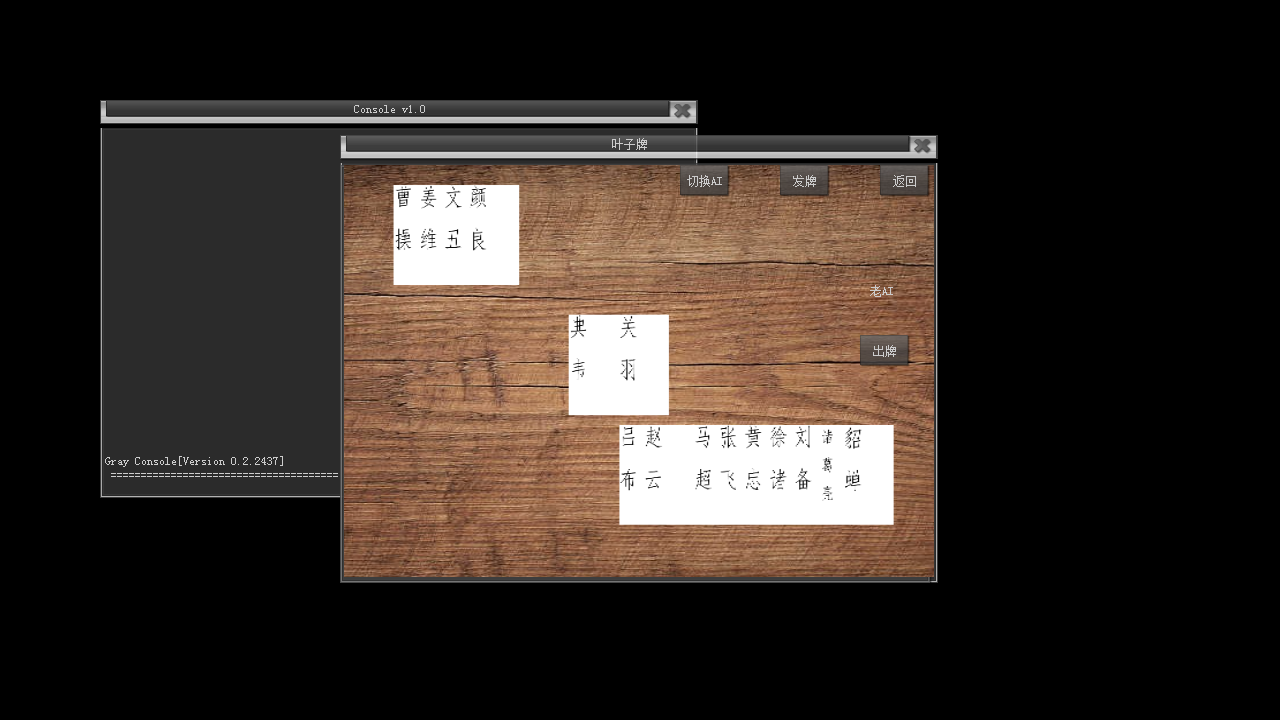 Console v1.0
Gray Console[Version 0.2.2437]
==================================
叶子牌
切换AI
发牌
返回
曹操
姜维
文丑
颜良
老AI
典韦
关羽
出牌
吕布
赵云
马超
张飞
黄忠
徐诸
刘备
诸葛亮
貂蝉